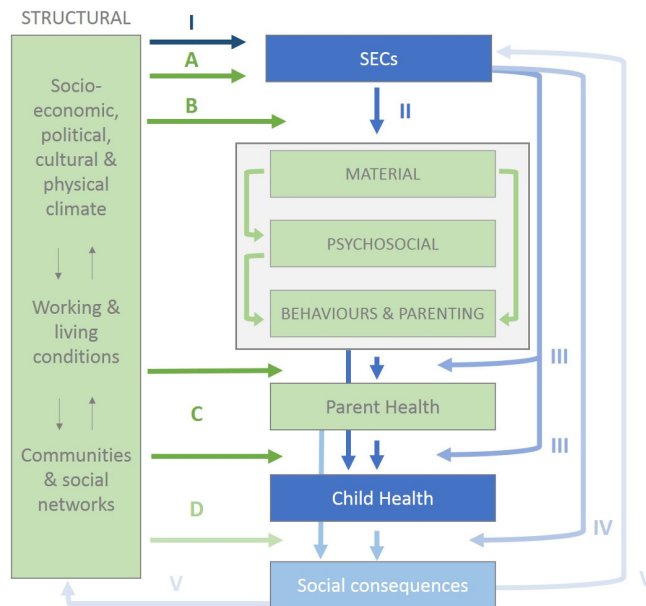 STRUCTURAL
I
A
B
SECs
II
Socio-
economic,
political,
cultural &
physical
climate
MATERIAL
PSYCHOSOCIAL
BEHAVIOURS & PARENTING
Working &
living
conditions
III
Parent Health
C
III
Communities
& social
networks
Child Health
D
IV
V
Social consequences
V